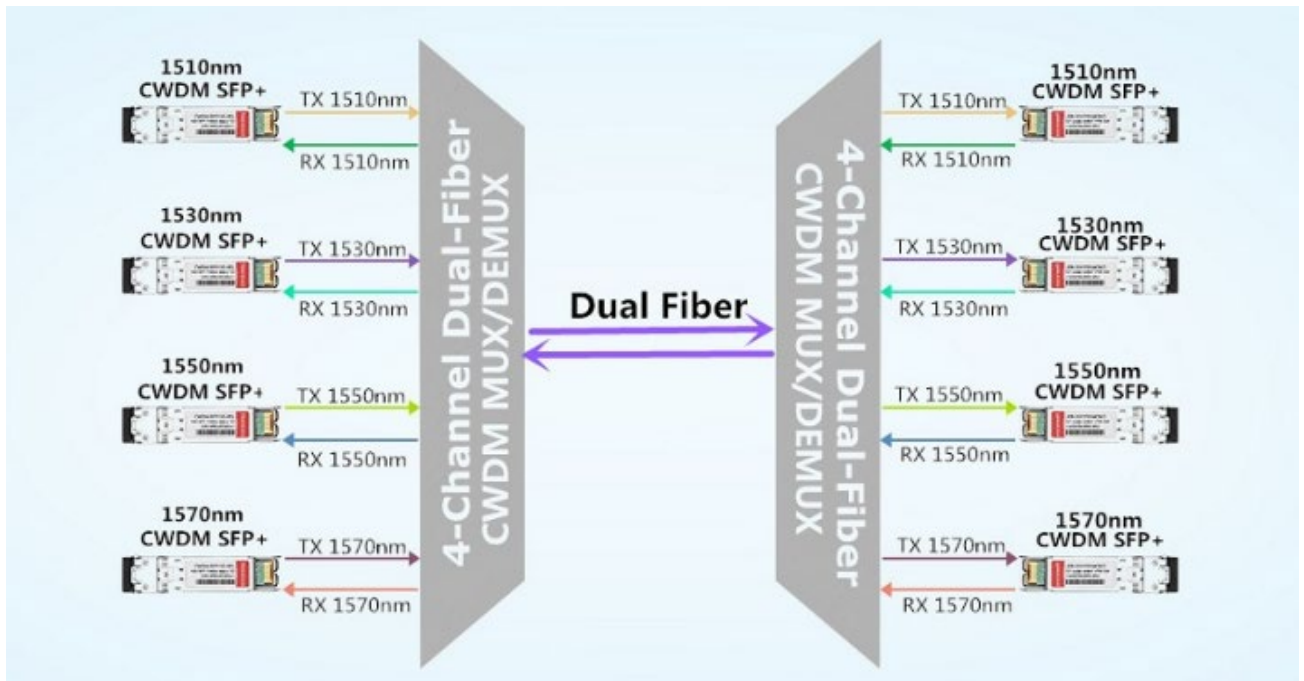 1510nm
CWDM SFP+
TX 1510nm
RX 1510nm
1530nm
CWDM SFP+
TX 1530nm
RX 1530nm
1550nm
CWDM SFP+
TX 1550nm
RX 1550nm
1570nm
CWDM SFP+
TX 1570nm
RX 1570nm
4-Channel Dual-Fiber
CWDM MUX/DEMUX
Dual Fiber
4-Channel Dual-Fiber
CWDM MUX/DEMUX
1510nm
CWDM SFP+
TX 1510nm
RX 1510nm
1530nm
CWDM SFP+
TX 1530nm
RX 1530nm
1550nm
CWDM SFP+
TX 1550nm
RX 1550nm
1570nm
CWDM SFP+
TX 1570nm
RX 1570nm